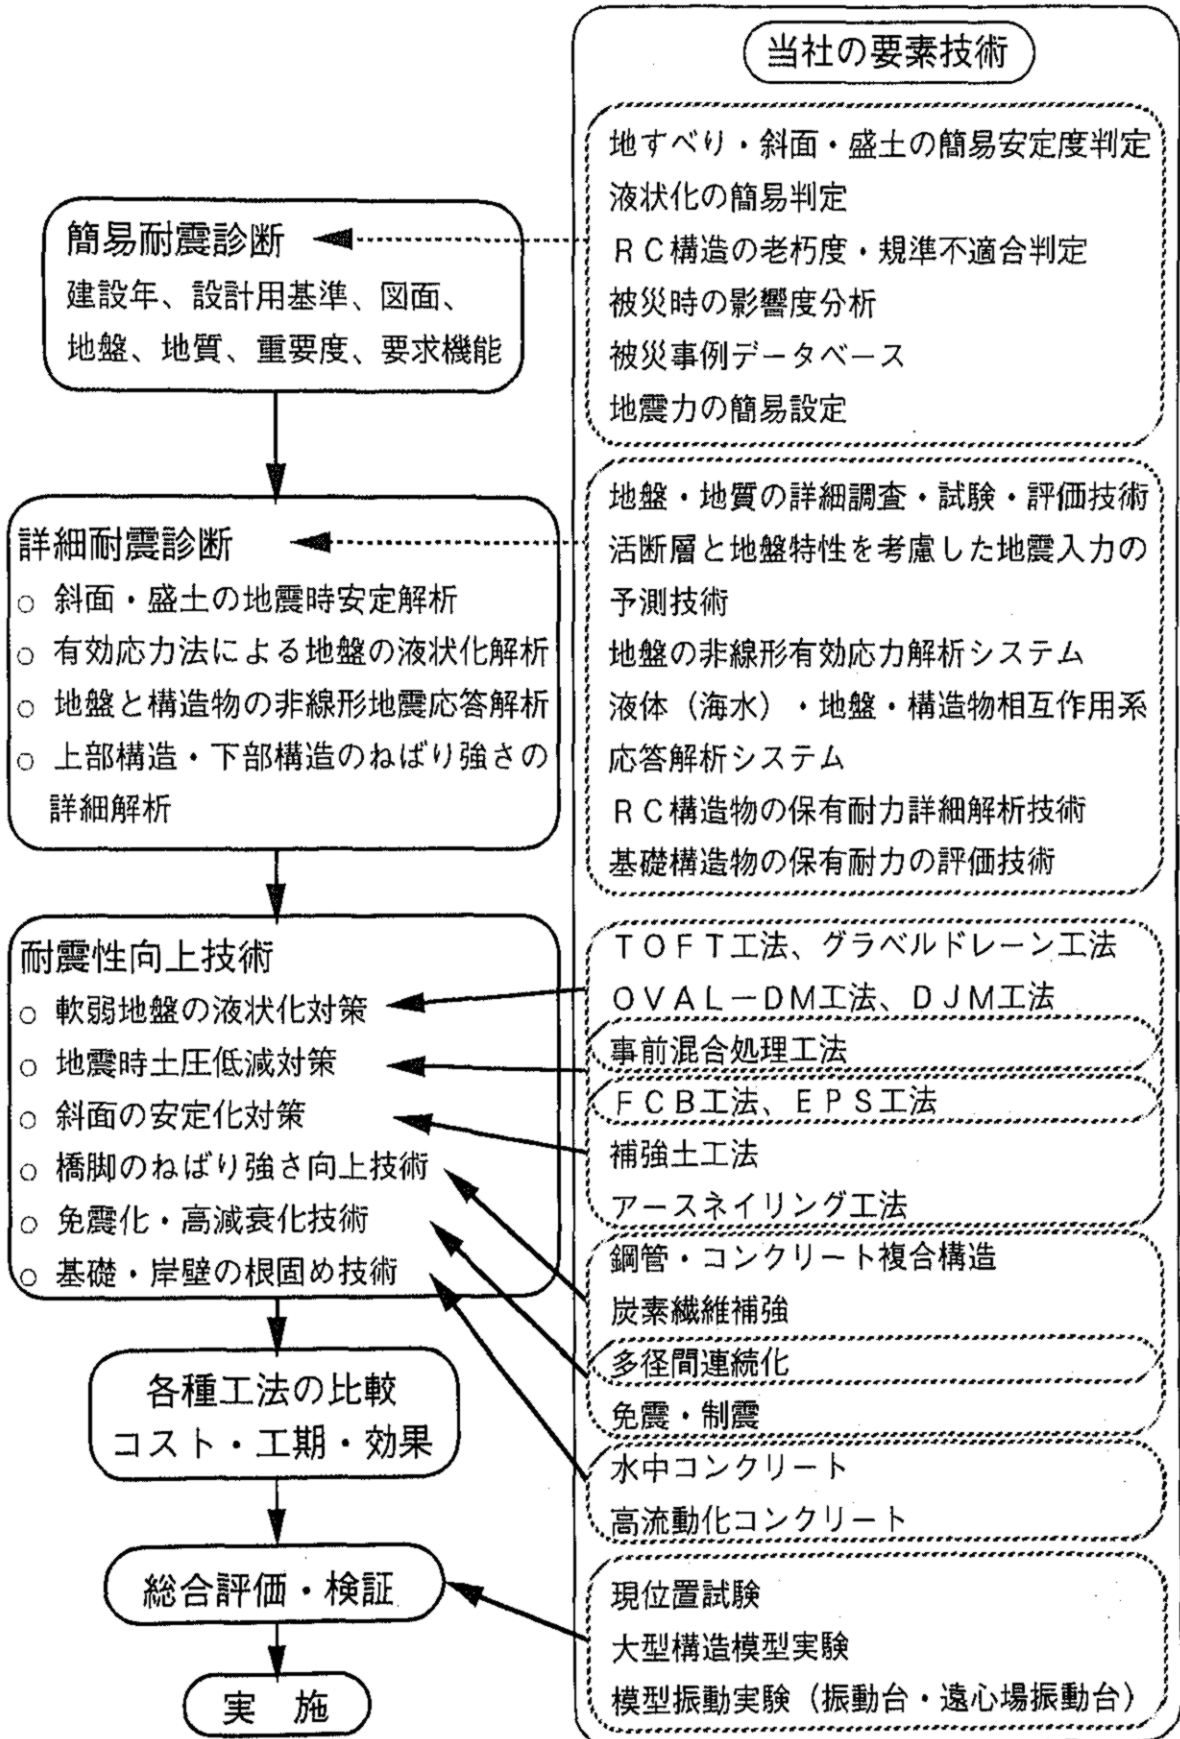 当社の要素技術
簡易耐震診断
建設年、設計用基準、図面、
地盤、地質、重要度、要求機能
地すべり・斜面・盛土の簡易安定度判定
液状化の簡易判定
RC構造の老朽度・規準不適合判定
被災時の影響度分析
被災事例データベース
地震力の簡易設定
詳細耐震診断
○ 斜面・盛土の地震時安定解析
○ 有効応力法による地盤の液状化解析
○ 地盤と構造物の非線形地震応答解析
○ 上部構造・下部構造のねばり強さの
詳細解析
地盤・地質の詳細調査・試験・評価技術
活断層と地盤特性を考慮した地震入力の
予測技術
地盤の非線形有効応力解析システム
液体（海水）・地盤・構造物相互作用系
応答解析システム
RC構造物の保有耐力詳細解析技術
基礎構造物の保有耐力の評価技術
耐震性向上技術
○ 軟弱地盤の液状化対策
○ 地震時土圧低減対策
○ 斜面の安定化対策
○ 橋脚のねばり強さ向上技術
○ 免震化・高減衰化技術
○ 基礎・岸壁の根固め技術
TOFT工法、グラベルドレーン工法
OVAL－DM工法、DJM工法
事前混合処理工法
FCB工法、EPS工法
補強土工法
アースネイリング工法
鋼管・コンクリート複合構造
炭素繊維補強
多径間連続化
免震・制震
水中コンクリート
高流動化コンクリート
各種工法の比較
コスト・工期・効果
総合評価・検証
現位置試験
大型構造模型実験
模型振動実験（振動台・遠心場振動台）
実 施